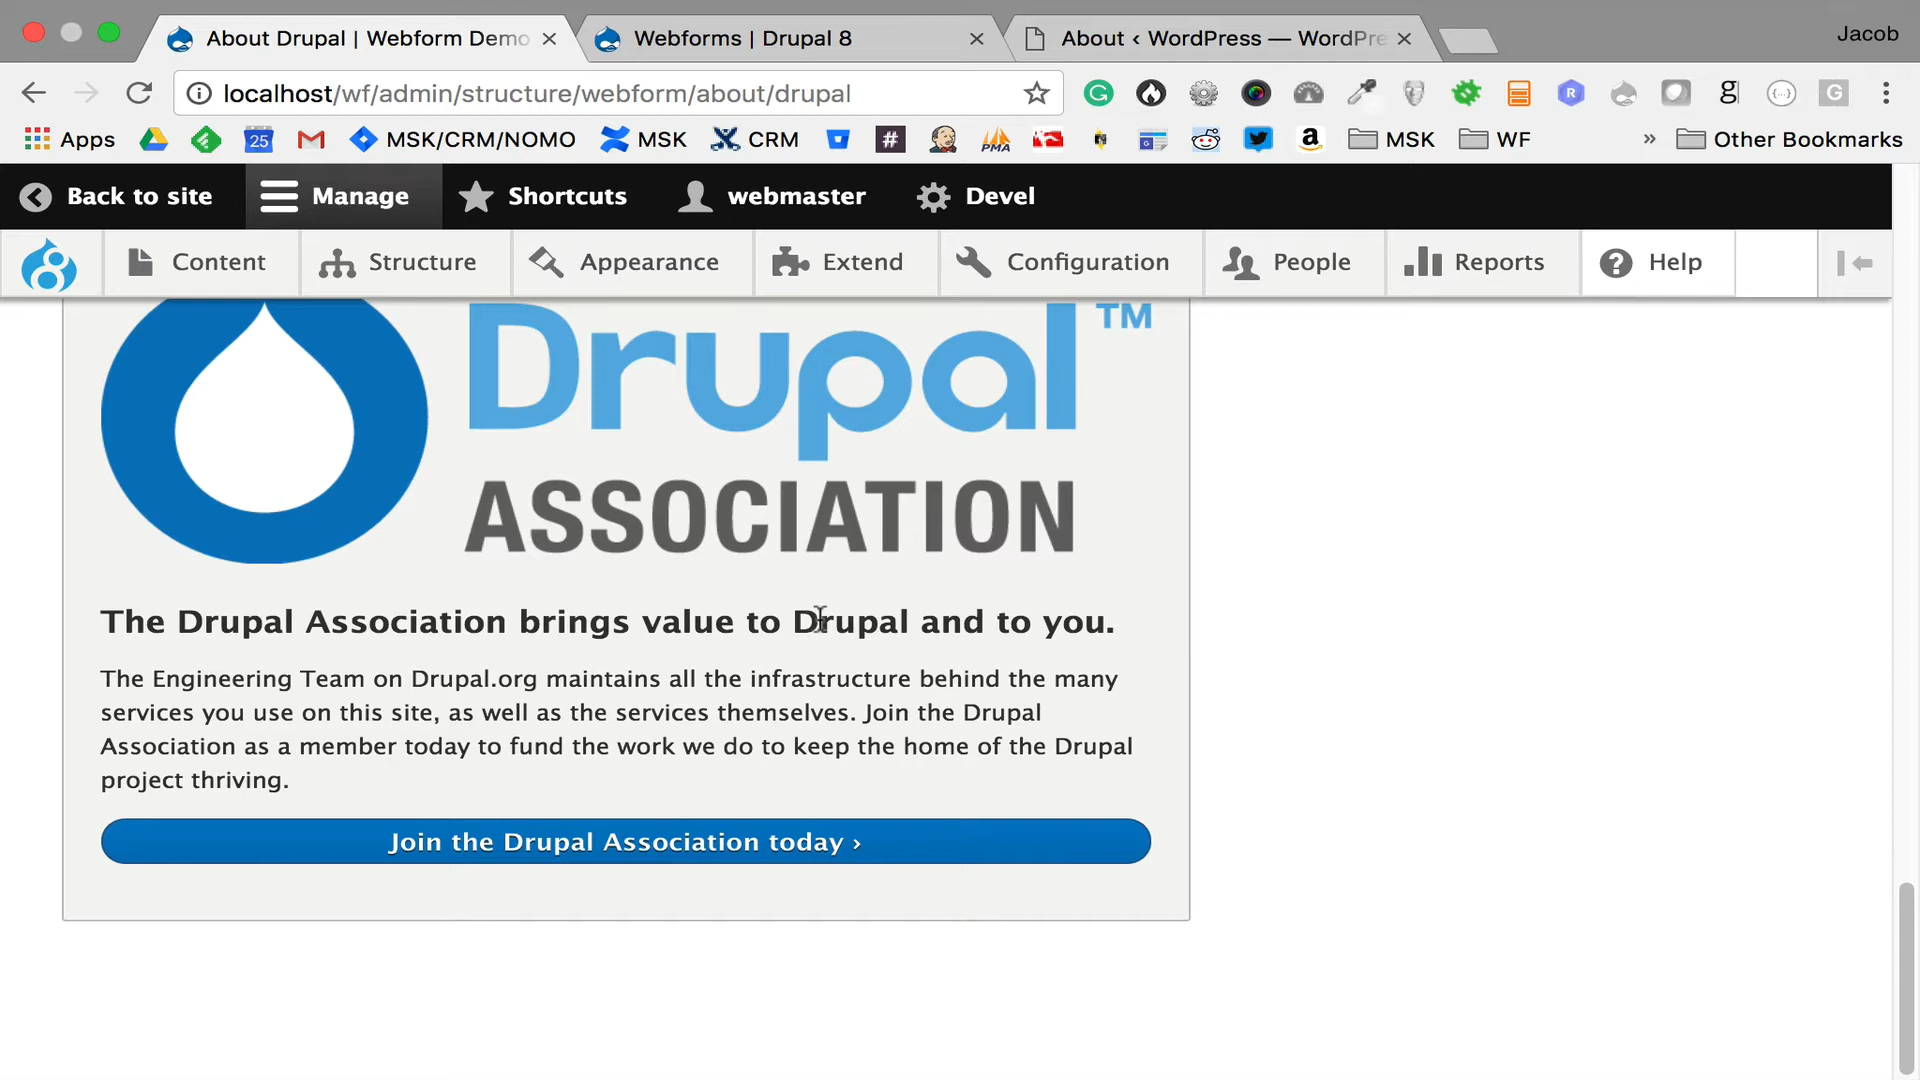 About Drupal | Webform Demo
Webforms | Drupal 8
About ‹ WordPress — WordPre
Jacob
localhost/wf/admin/structure/webform/about/drupal
Apps
25
MSK/CRM/NOMO
MSK
CRM
#
PMA
MSK
WF
»
Other Bookmarks
Back to site
Manage
Shortcuts
webmaster
Devel
Content
Structure
Appearance
Extend
Configuration
People
Reports
Help
Drupal™
ASSOCIATION
The Drupal Association brings value to Drupal and to you.
The Engineering Team on Drupal.org maintains all the infrastructure behind the many
services you use on this site, as well as the services themselves. Join the Drupal
Association as a member today to fund the work we do to keep the home of the Drupal
project thriving.
Join the Drupal Association today ›